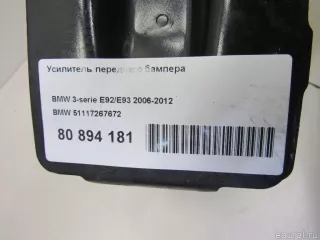 Усилитель переднего бампера
BMW 3-serie E92/E93 2006-2012
BMW 51117267672
80 894 181